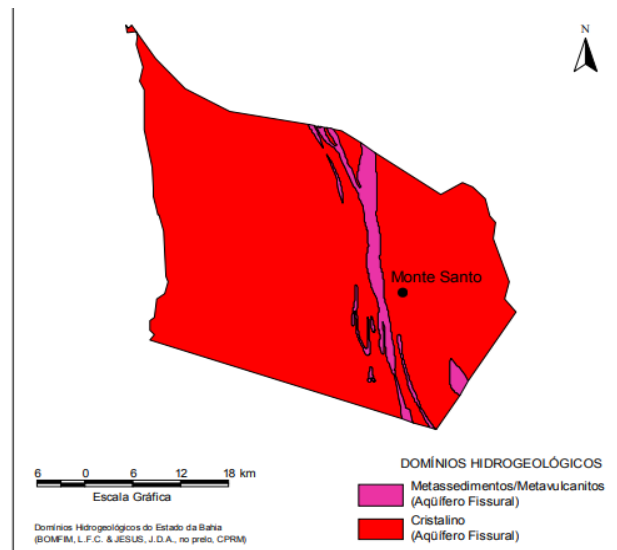 N
Monte Santo
6 0 6 12 18 km
Escala Gráfica
Domínios Hidrogeológicos do Estado da Bahia
(BOMFIM, L.F.C. & JESUS, J.D.A., no prelo, CPRM)
DOMÍNIOS HIDROGEOLÓGICOS
Metassedimentos/Metavulcanitos
(Aqüífero Fissural)
Cristalino
(Aqüífero Fissural)